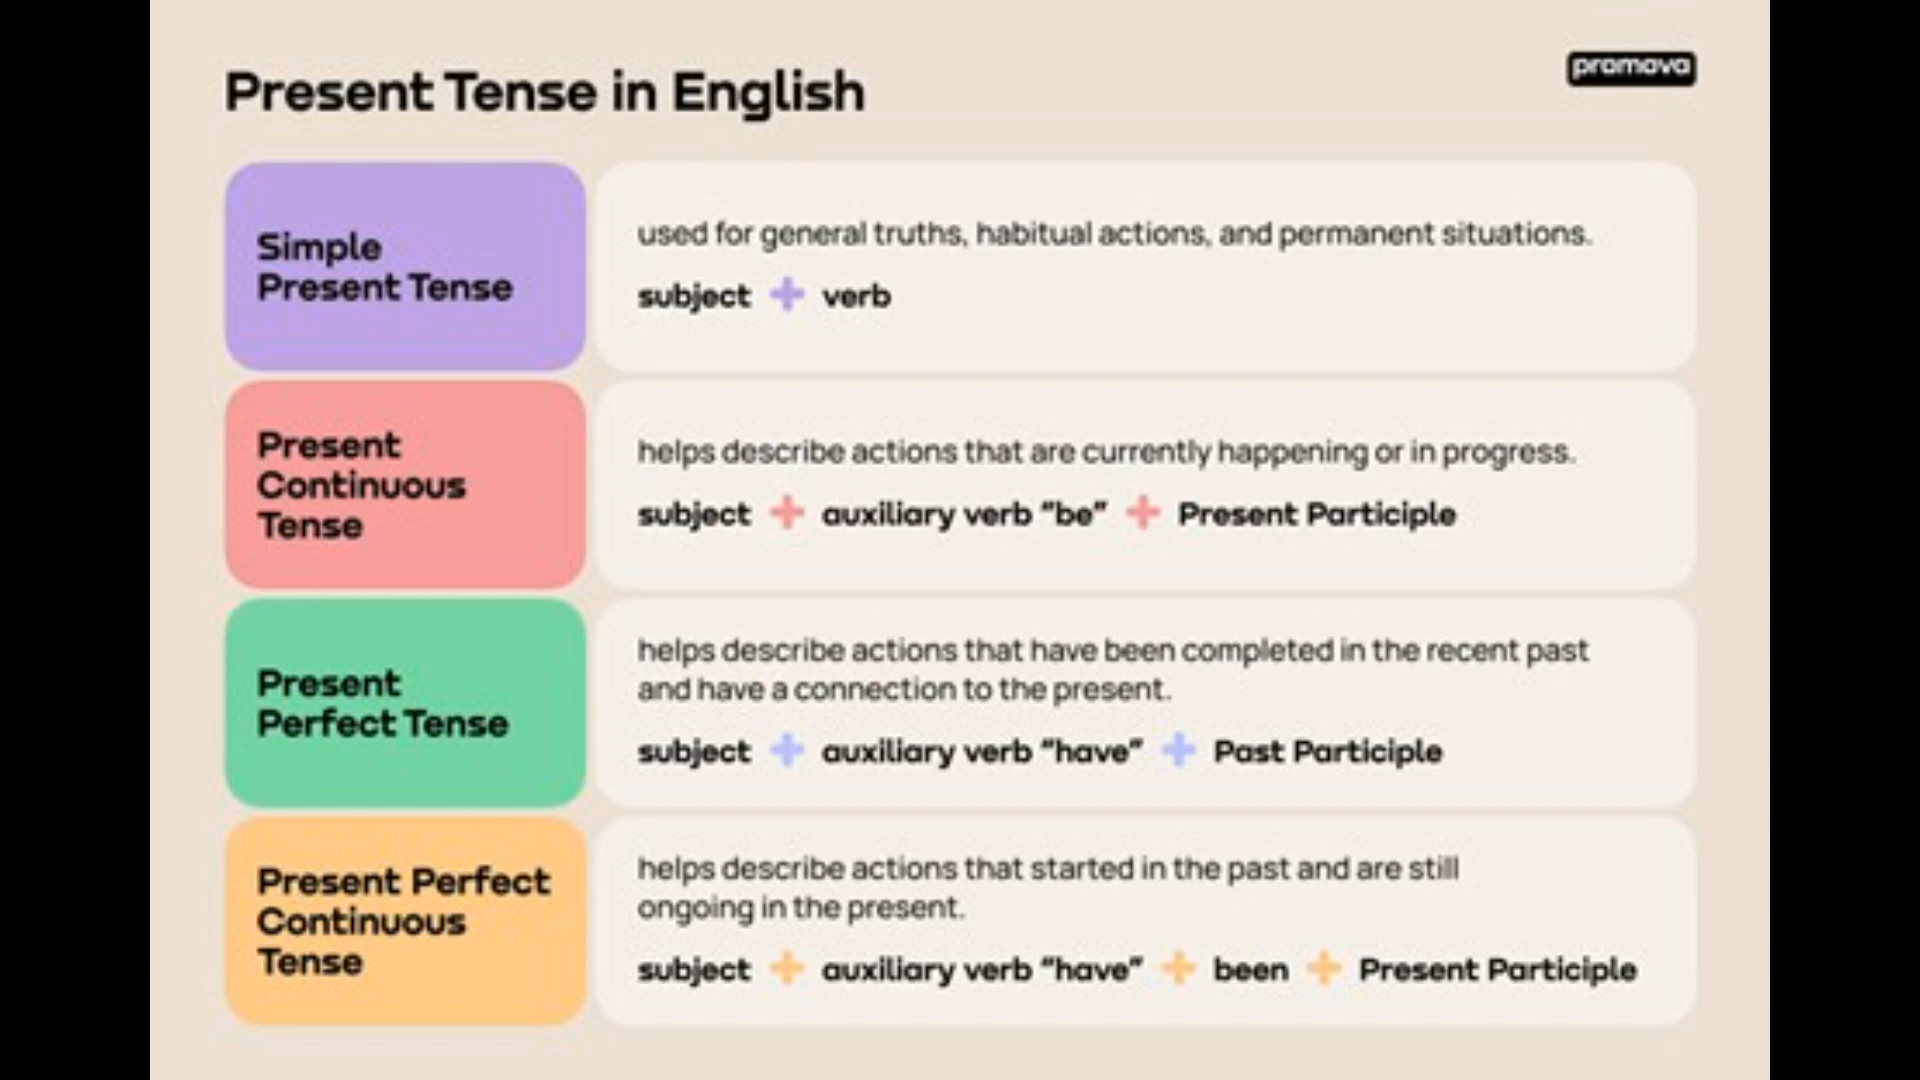 Present Tense in English
promova
Simple
Present Tense
used for general truths, habitual actions, and permanent situations.
subject + verb
Present
Continuous
Tense
helps describe actions that are currently happening or in progress.
subject + auxiliary verb “be” + Present Participle
Present
Perfect Tense
helps describe actions that have been completed in the recent past
and have a connection to the present.
subject + auxiliary verb “have” + Past Participle
Present Perfect
Continuous
Tense
helps describe actions that started in the past and are still
ongoing in the present.
subject + auxiliary verb “have” + been + Present Participle